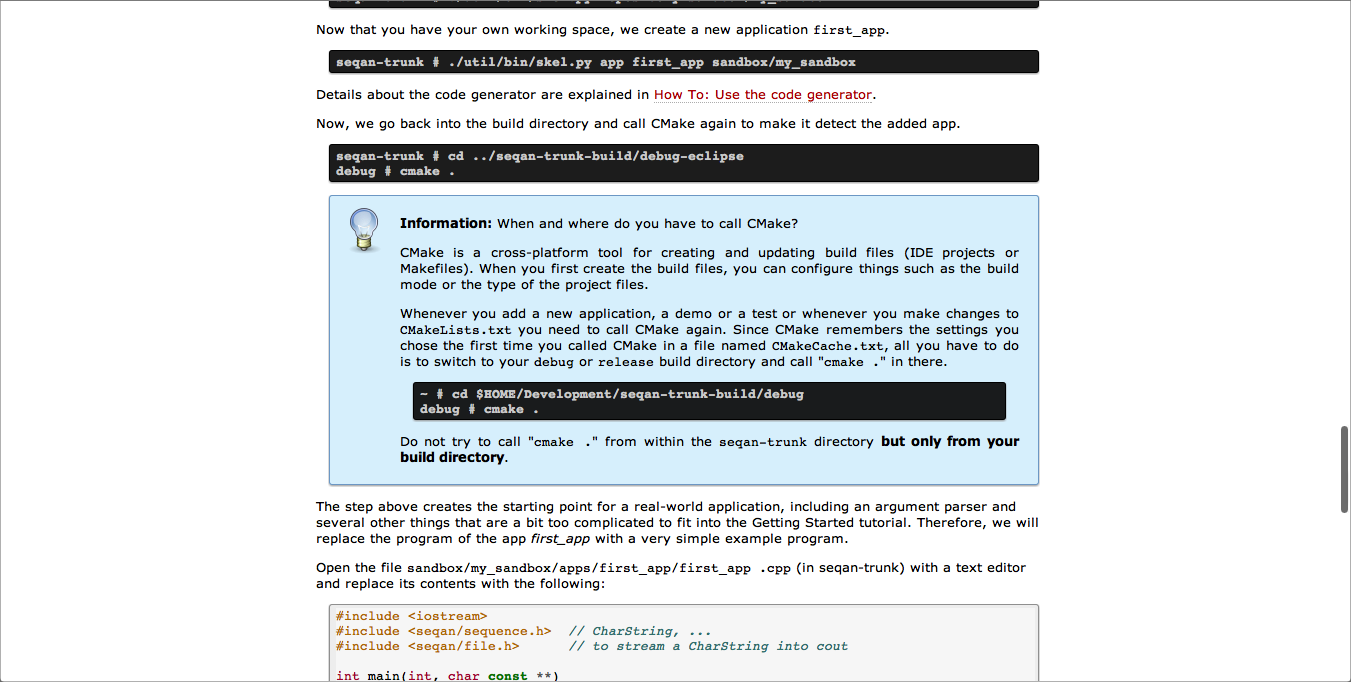 Now that you have your own working space, we create a new application first_app.
seqan-trunk # ./util/bin/skel.py app first_app sandbox/my_sandbox
Details about the code generator are explained in How To: Use the code generator.
Now, we go back into the build directory and call CMake again to make it detect the added app.
seqan-trunk # cd ../seqan-trunk-build/debug-eclipse
debug # cmake .
Information: When and where do you have to call CMake?
CMake is a cross-platform tool for creating and updating build files (IDE projects or
Makefiles). When you first create the build files, you can configure things such as the build
mode or the type of the project files.
Whenever you add a new application, a demo or a test or whenever you make changes to
CMakeLists.txt you need to call CMake again. Since CMake remembers the settings you
chose the first time you called CMake in a file named CMakeCache.txt, all you have to do
is to switch to your debug or release build directory and call "cmake ." in there.
~ # cd $HOME/Development/seqan-trunk-build/debug
debug # cmake .
Do not try to call "cmake ." from within the seqan-trunk directory but only from your
build directory.
The step above creates the starting point for a real-world application, including an argument parser and
several other things that are a bit too complicated to fit into the Getting Started tutorial. Therefore, we will
replace the program of the app first_app with a very simple example program.
Open the file sandbox/my_sandbox/apps/first_app/first_app .cpp (in seqan-trunk) with a text editor
and replace its contents with the following:
#include <iostream>
#include <seqan/sequence.h>  // CharString, ...
#include <seqan/file.h>      // to stream a CharString into cout
int main(int, char const **)